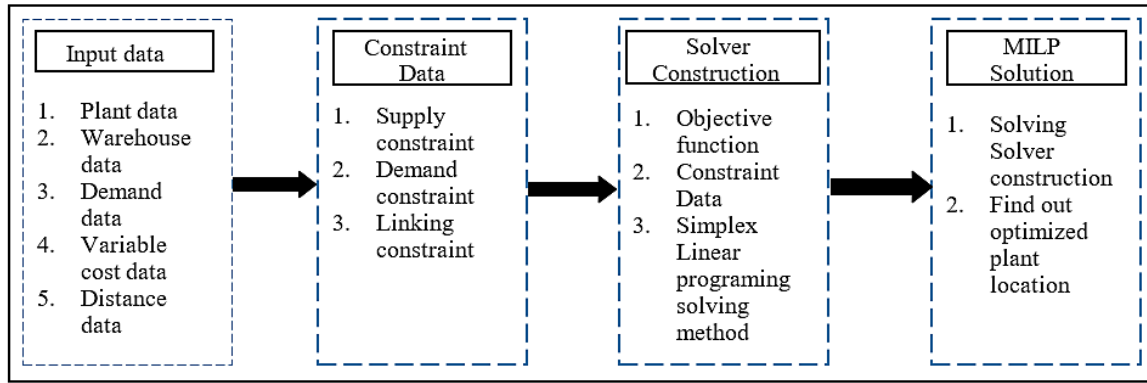 Input data
1. Plant data
2. Warehouse
data
3. Demand
data
4. Variable
cost data
5. Distance
data
Constraint
Data
1. Supply
constraint
2. Demand
constraint
3. Linking
constraint
Solver
Construction
1. Objective
function
2. Constraint
Data
3. Simplex
Linear
programing
solving
method
MILP
Solution
1. Solving
Solver
construction
2. Find out
optimized
plant
location